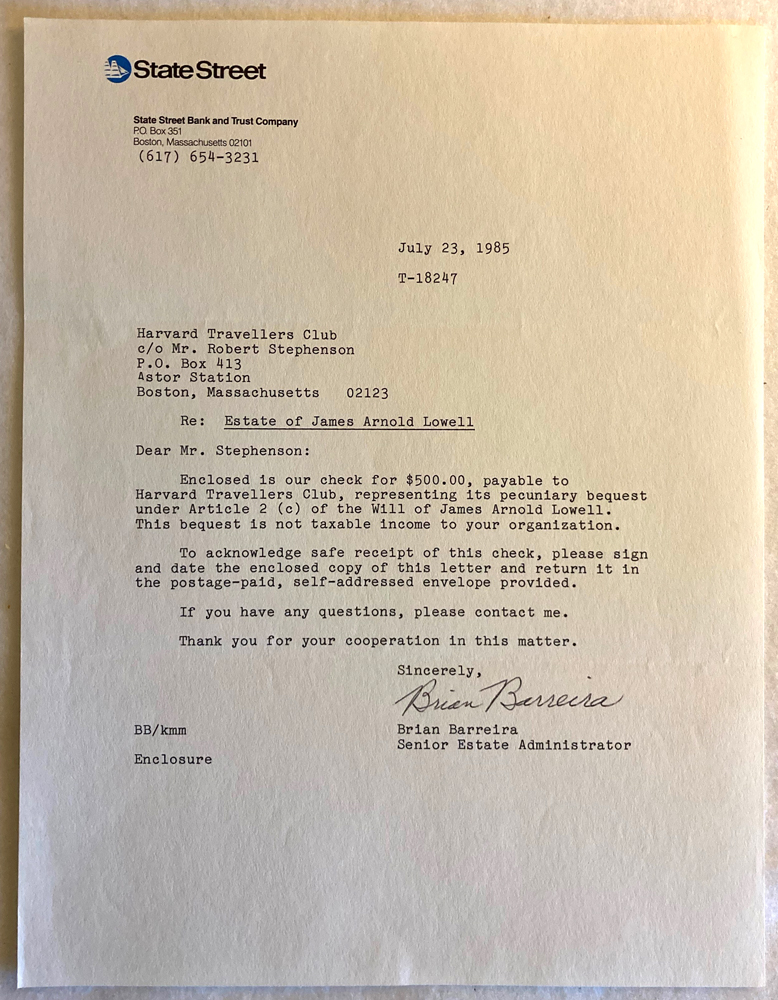 State Street
State Street Bank and Trust Company
P.O. Box 351
Boston, Massachusetts 02101
(617) 654-3231
July 23, 1985
T-18247
Harvard Travellers Club
c/o Mr. Robert Stephenson
P.O. Box 413
Astor Station
Boston, Massachusetts 02123
Re: Estate of James Arnold Lowell
Dear Mr. Stephenson:
Enclosed is our check for $500.00, payable to
Harvard Travellers Club, representing its pecuniary bequest
under Article 2 (c) of the Will of James Arnold Lowell.
This bequest is not taxable income to your organization.
To acknowledge safe receipt of this check, please sign
and date the enclosed copy of this letter and return it in
the postage-paid, self-addressed envelope provided.
If you have any questions, please contact me.
Thank you for your cooperation in this matter.
Sincerely,
Brian Barreira
BB/kmm
Brian Barreira
Senior Estate Administrator
Enclosure